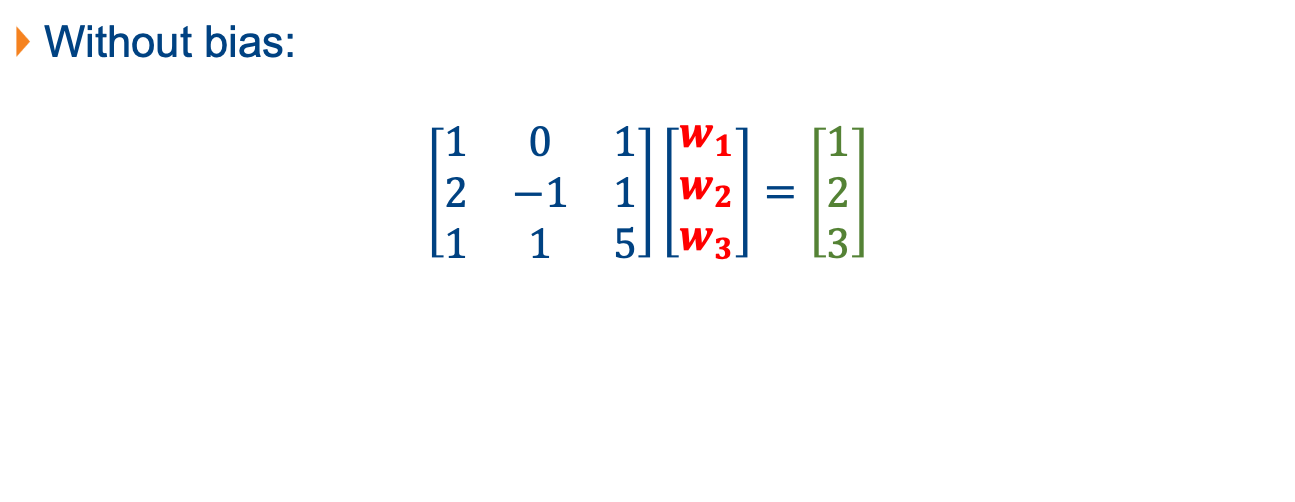 Without bias:
[1 0 1] [w₁] [1]
[2 −1 1] [w₂] = [2]
[1 1 5] [w₃] [3]